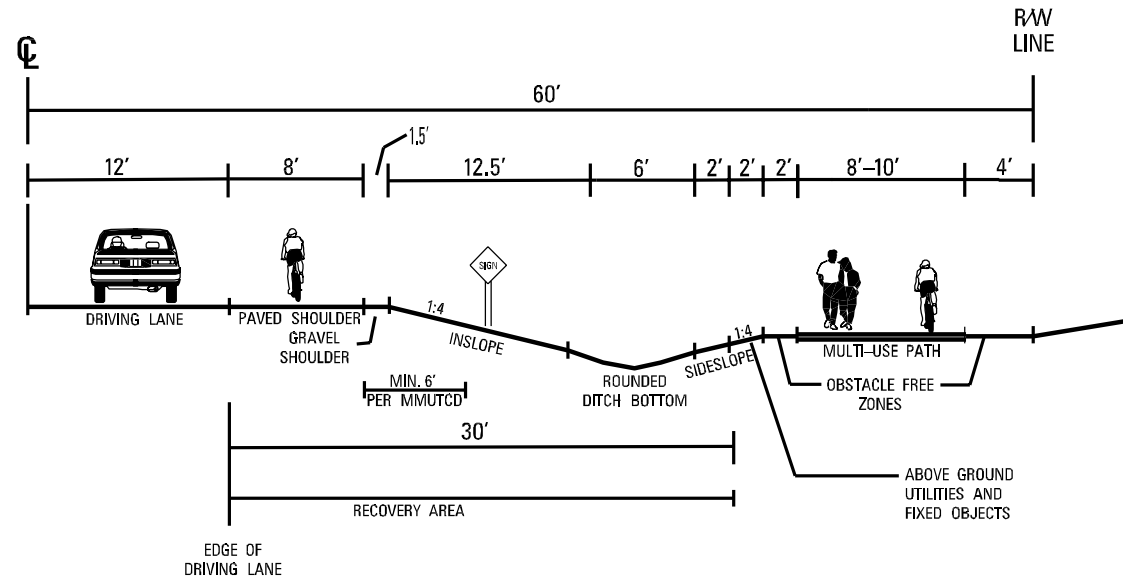 ℄
R/W
LINE
60'
1.5'
12'
8'
12.5'
6'
2'
2'
2'
8'–10'
4'
SIGN
1:4
1:4
DRIVING LANE
PAVED SHOULDER
GRAVEL
SHOULDER
INSLOPE
SIDESLOPE
MULTI–USE PATH
MIN. 6'
PER MMUTCD
ROUNDED
DITCH BOTTOM
OBSTACLE FREE
ZONES
30'
RECOVERY AREA
ABOVE GROUND
UTILITIES AND
FIXED OBJECTS
EDGE OF
DRIVING LANE